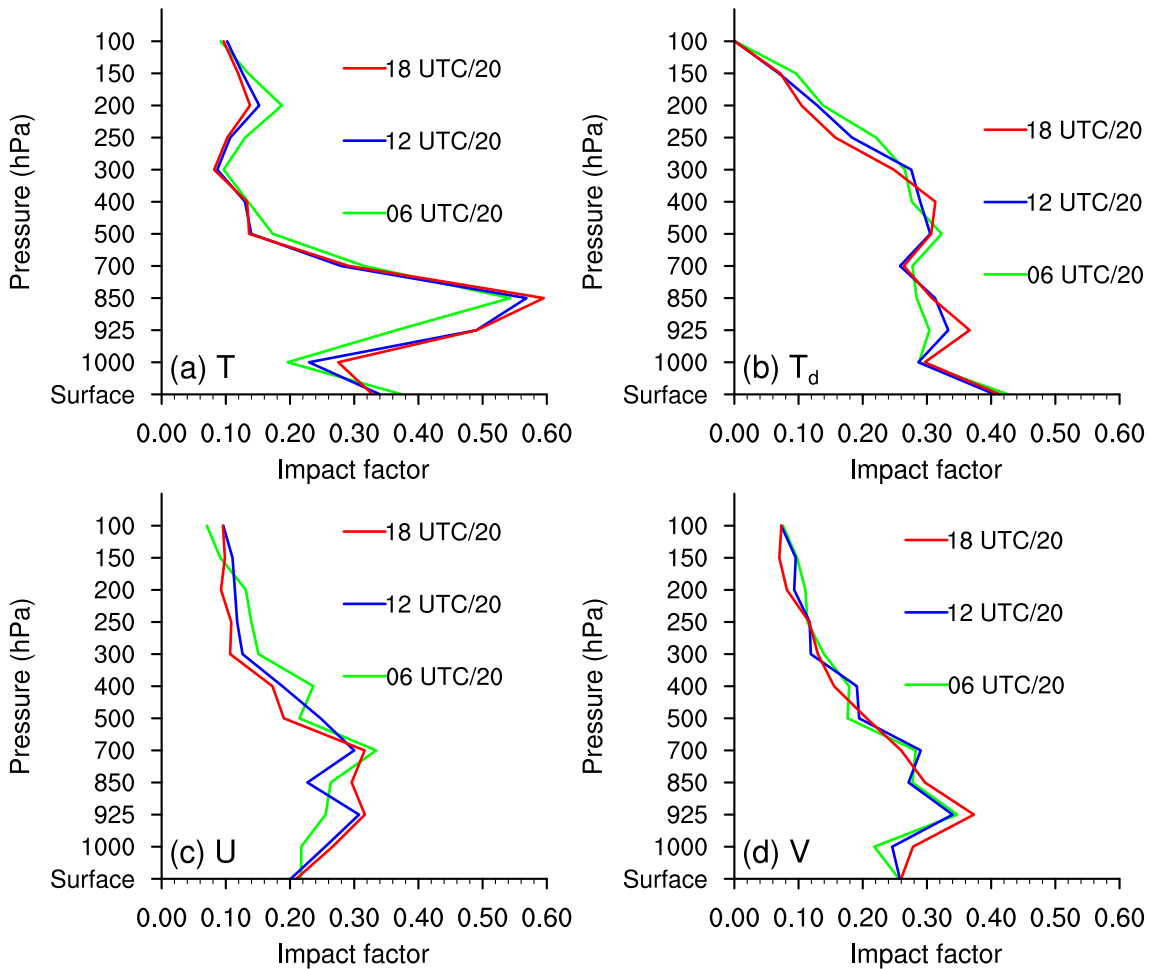 100
150
200
250
300
400
500
700
850
925
1000
Surface
Pressure (hPa)
18 UTC/20
12 UTC/20
06 UTC/20
(a) T
0.00 0.10 0.20 0.30 0.40 0.50 0.60
Impact factor
100
150
200
250
300
400
500
700
850
925
1000
Surface
Pressure (hPa)
18 UTC/20
12 UTC/20
06 UTC/20
(b) Td
0.00 0.10 0.20 0.30 0.40 0.50 0.60
Impact factor
100
150
200
250
300
400
500
700
850
925
1000
Surface
Pressure (hPa)
18 UTC/20
12 UTC/20
06 UTC/20
(c) U
0.00 0.10 0.20 0.30 0.40 0.50 0.60
Impact factor
100
150
200
250
300
400
500
700
850
925
1000
Surface
Pressure (hPa)
18 UTC/20
12 UTC/20
06 UTC/20
(d) V
0.00 0.10 0.20 0.30 0.40 0.50 0.60
Impact factor